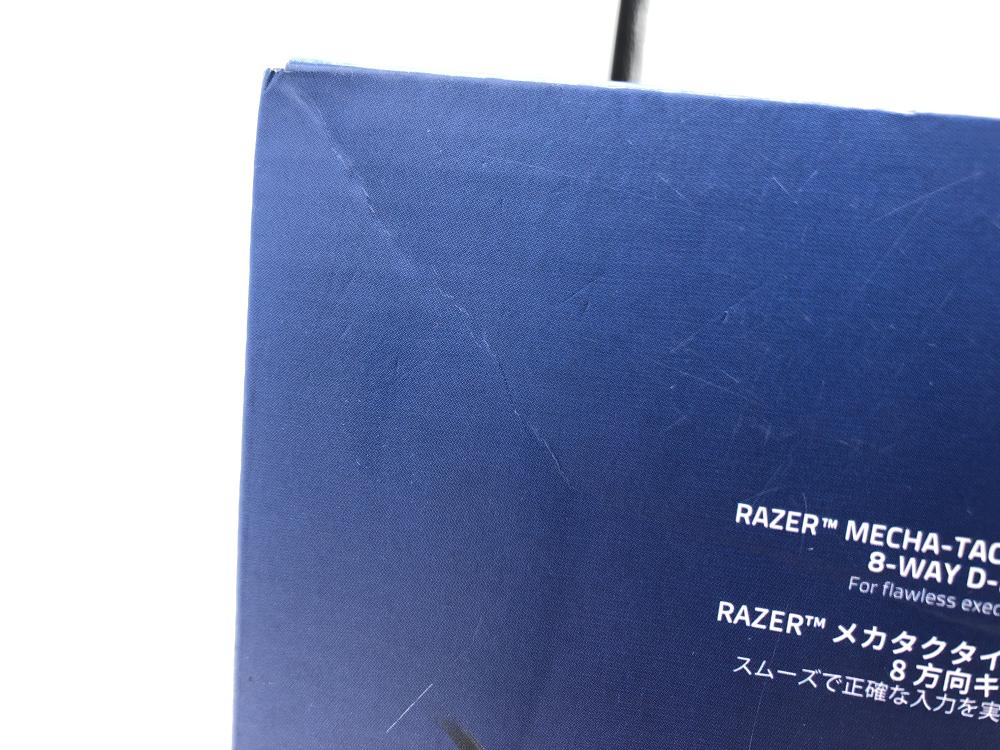 RAZER™ MECHA-TAC
8-WAY D-
For flawless exec
RAZER™ メカタクタイ
8 方向キ
スムーズで正確な入力を実